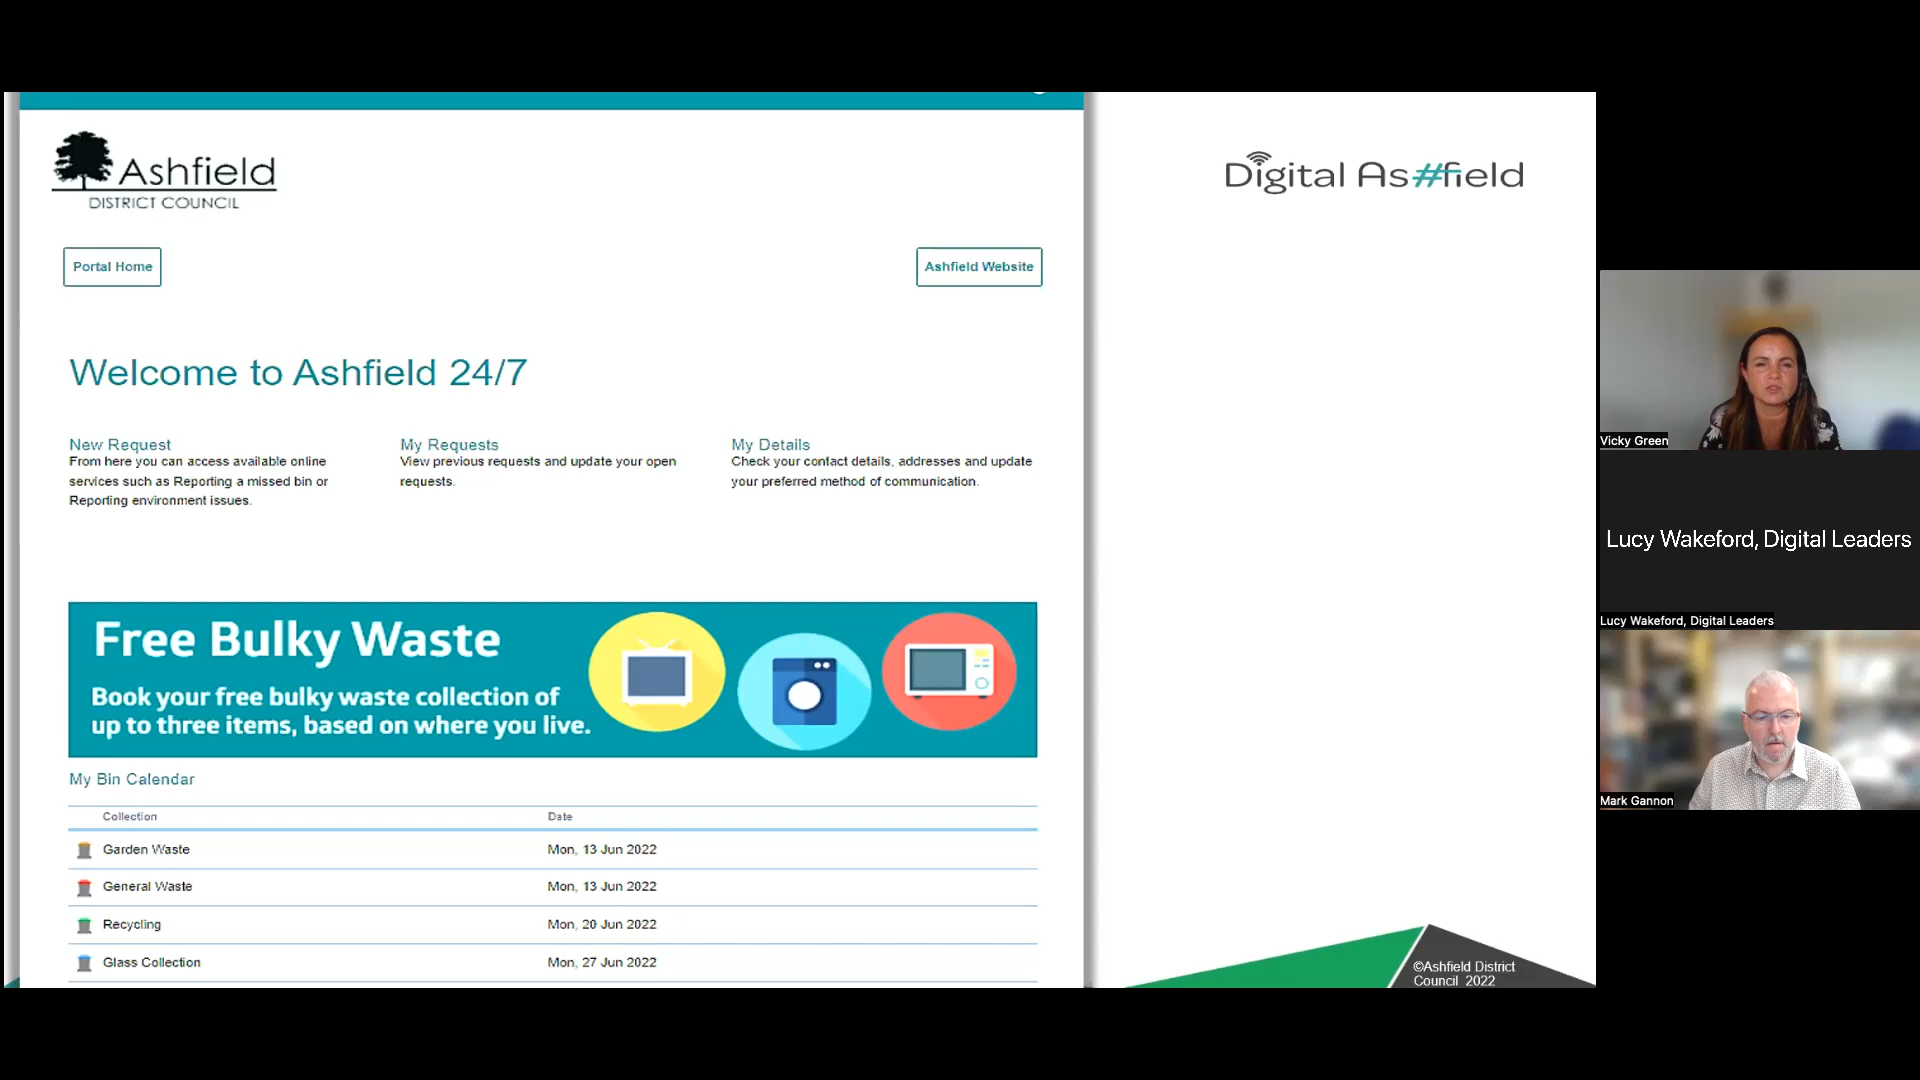 Ashfield
DISTRICT COUNCIL
Digital As#field
Portal Home
Ashfield Website
Welcome to Ashfield 24/7
New Request
From here you can access available online
services such as Reporting a missed bin or
Reporting environment issues.
My Requests
View previous requests and update your open
requests.
My Details
Check your contact details, addresses and update
your preferred method of communication.
Free Bulky Waste
Book your free bulky waste collection of
up to three items, based on where you live.
My Bin Calendar
Collection Date
Garden Waste Mon, 13 Jun 2022
General Waste Mon, 13 Jun 2022
Recycling Mon, 20 Jun 2022
Glass Collection Mon, 27 Jun 2022
©Ashfield District
Council 2022
Vicky Green
Lucy Wakeford, Digital Leaders
Lucy Wakeford, Digital Leaders
Mark Gannon